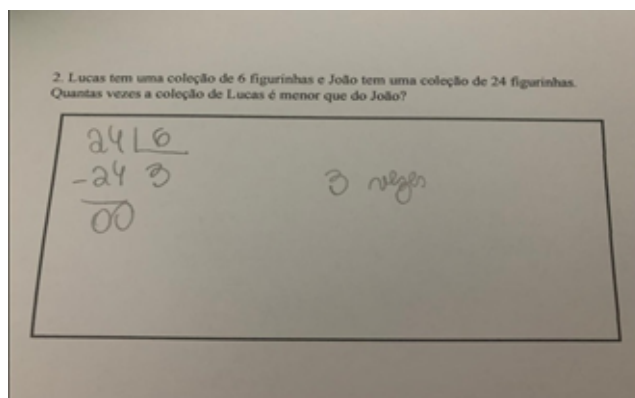 2. Lucas tem uma coleção de 6 figurinhas e João tem uma coleção de 24 figurinhas.
Quantas vezes a coleção de Lucas é menor que do João?
24 6
-24 3
3 vezes
00